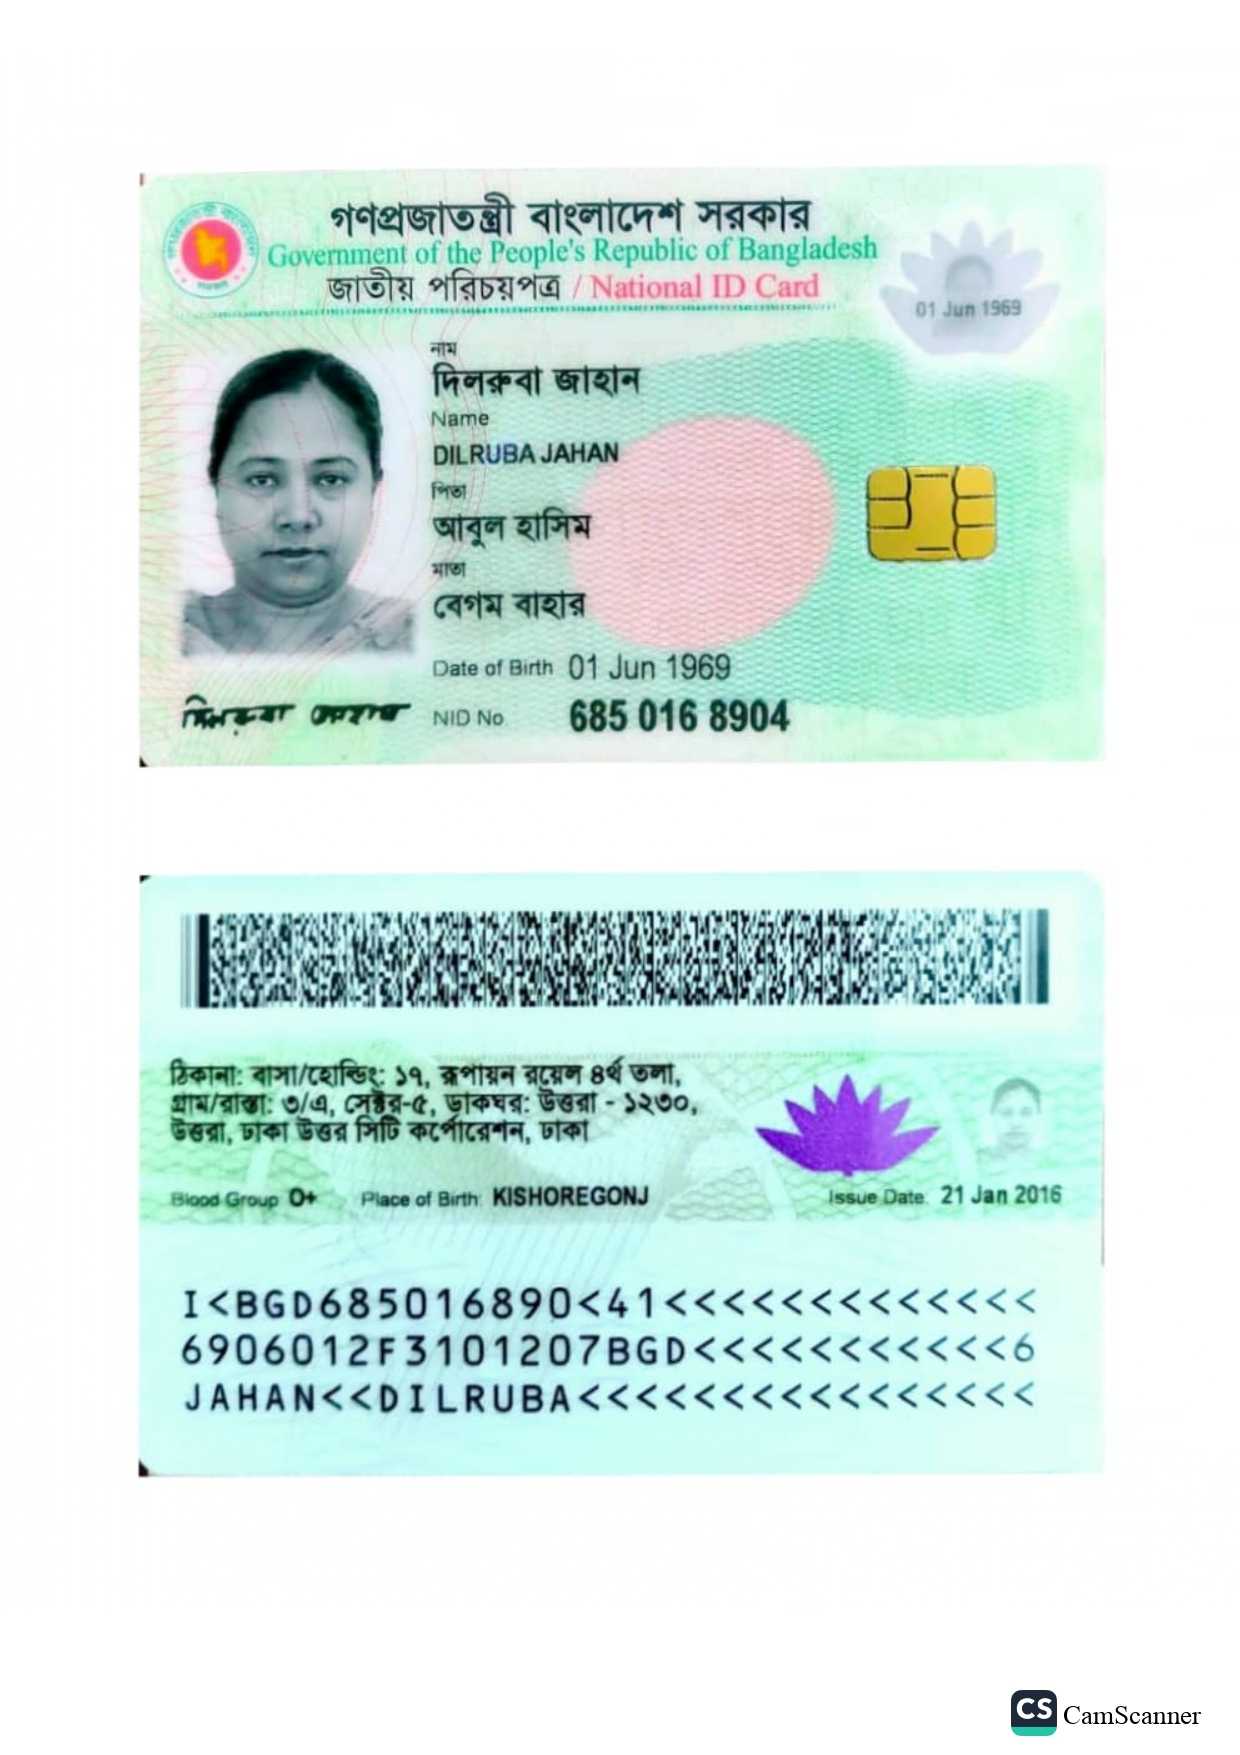 গণপ্রজাতন্ত্রী বাংলাদেশ সরকার
Government of the People's Republic of Bangladesh
জাতীয় পরিচয়পত্র / National ID Card
01 Jun 1969
নাম
দিলরুবা জাহান
Name
DILRUBA JAHAN
পিতা
আবুল হাসিম
মাতা
বেগম বাহার
Date of Birth 01 Jun 1969
দিলরুবা জাহান
NID No. 685 016 8904
ঠিকানা: বাসা/হোল্ডিং: ১৭, রূপায়ন রয়েল ৪র্থ তলা,
গ্রাম/রাস্তা: ৩/এ, সেক্টর-৫, ডাকঘর: উত্তরা - ১২৩০,
উত্তরা, ঢাকা উত্তর সিটি কর্পোরেশন, ঢাকা
Blood Group: O+ Place of Birth: KISHOREGONJ Issue Date: 21 Jan 2016
I<BGD685016890<41<<<<<<<<<<<<<
6906012F3101207BGD<<<<<<<<<<<6
JAHAN<<DILRUBA<<<<<<<<<<<<<<<<
CS CamScanner